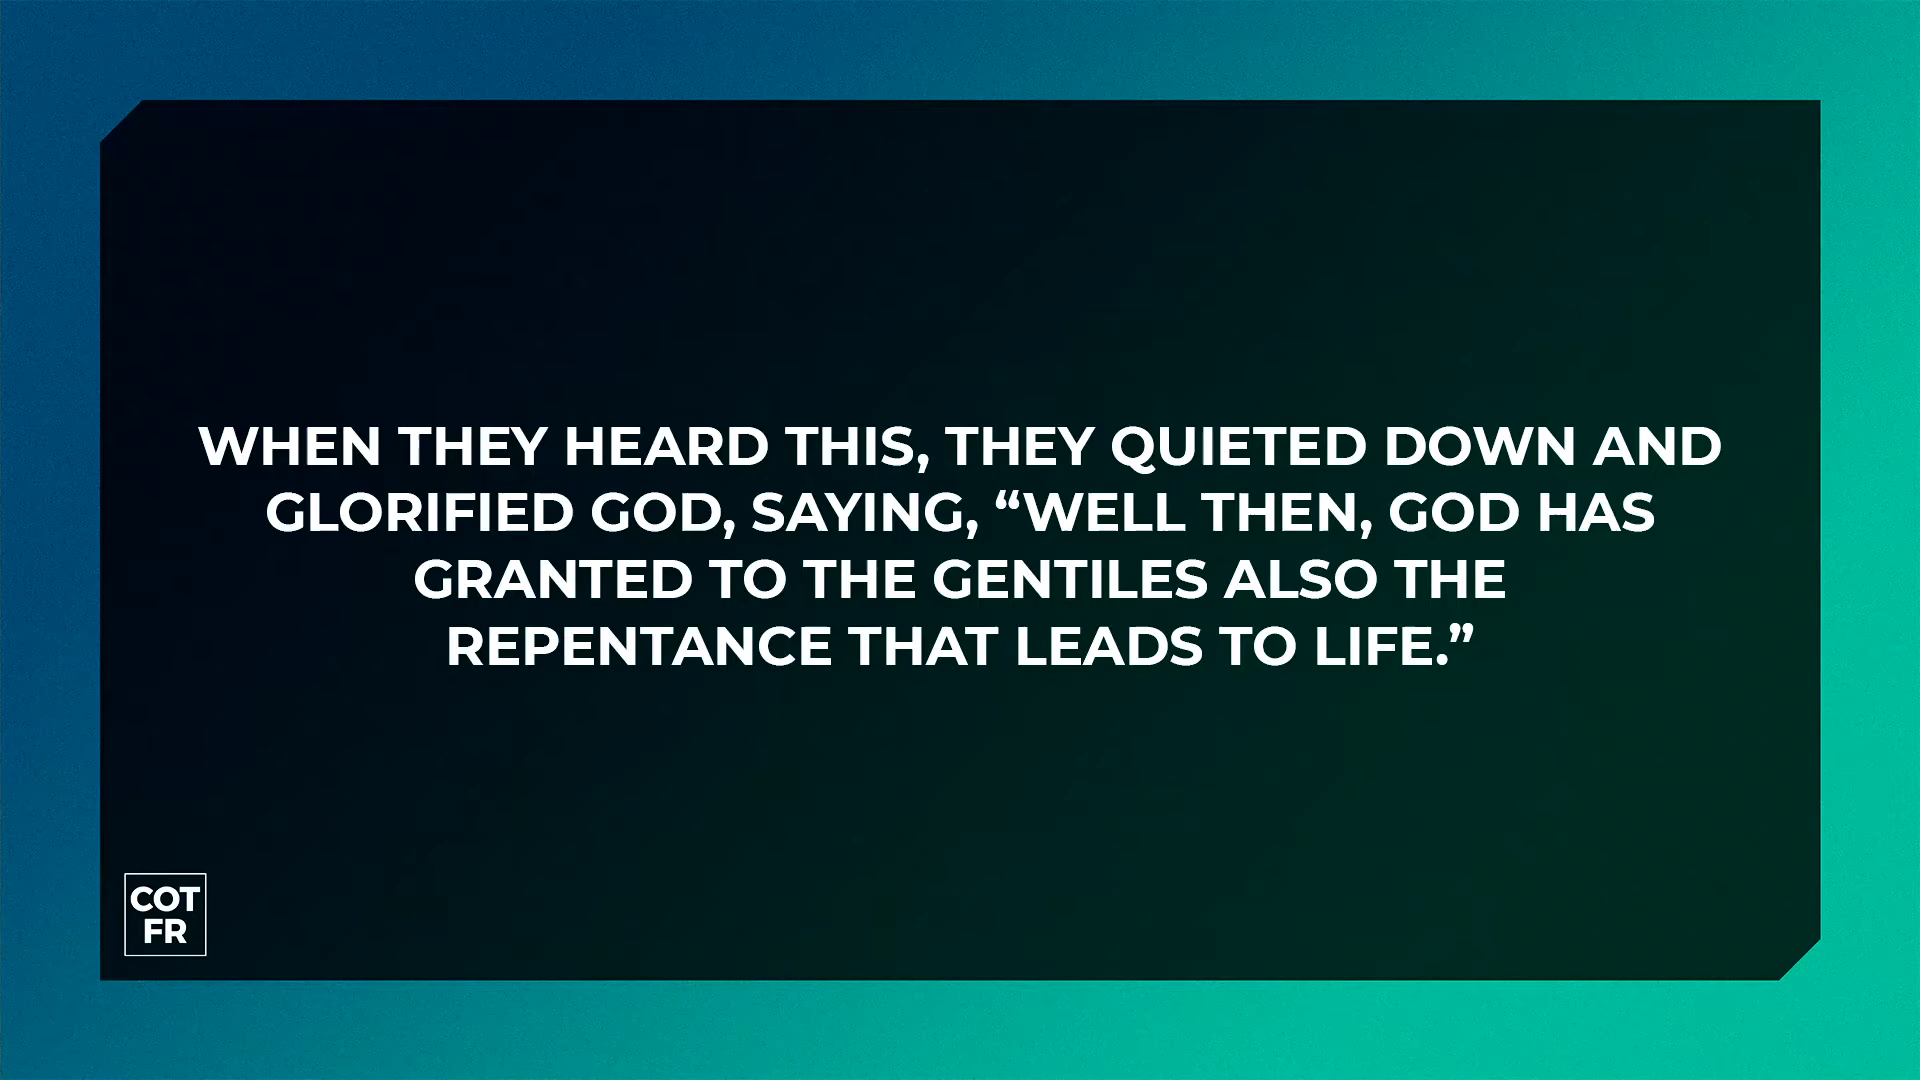 WHEN THEY HEARD THIS, THEY QUIETED DOWN AND
GLORIFIED GOD, SAYING, “WELL THEN, GOD HAS
GRANTED TO THE GENTILES ALSO THE
REPENTANCE THAT LEADS TO LIFE.”
COT
FR